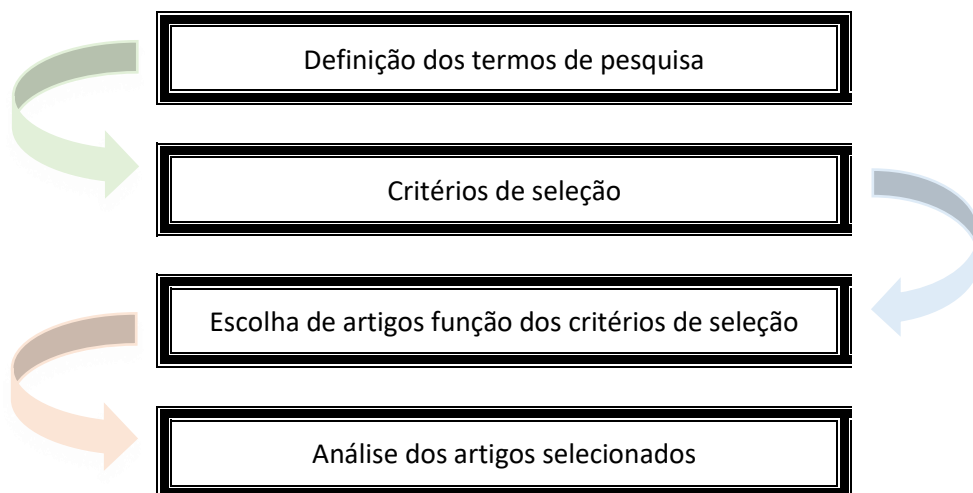 Definição dos termos de pesquisa
Critérios de seleção
Escolha de artigos função dos critérios de seleção
Análise dos artigos selecionados